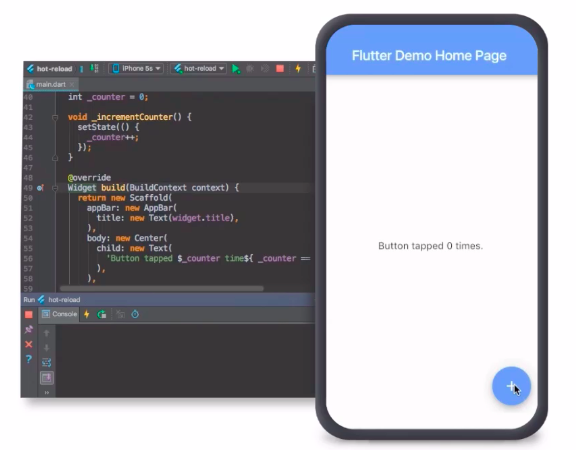 hot-reload
iPhone 6s
hot-reload
main.dart
40 int _counter = 0;
41
42 void _incrementCounter() {
43 setState(() {
44 _counter++;
45 });
46 }
47
48 @override
49 Widget build(BuildContext context) {
50 return new Scaffold(
51 appBar: new AppBar(
52 title: new Text(widget.title),
53 ),
54 body: new Center(
55 child: new Text(
56 'Button tapped $_counter time${ _counter ==
57 ),
58 ),
59
Run hot-reload
Console
Flutter Demo Home Page
Button tapped 0 times.